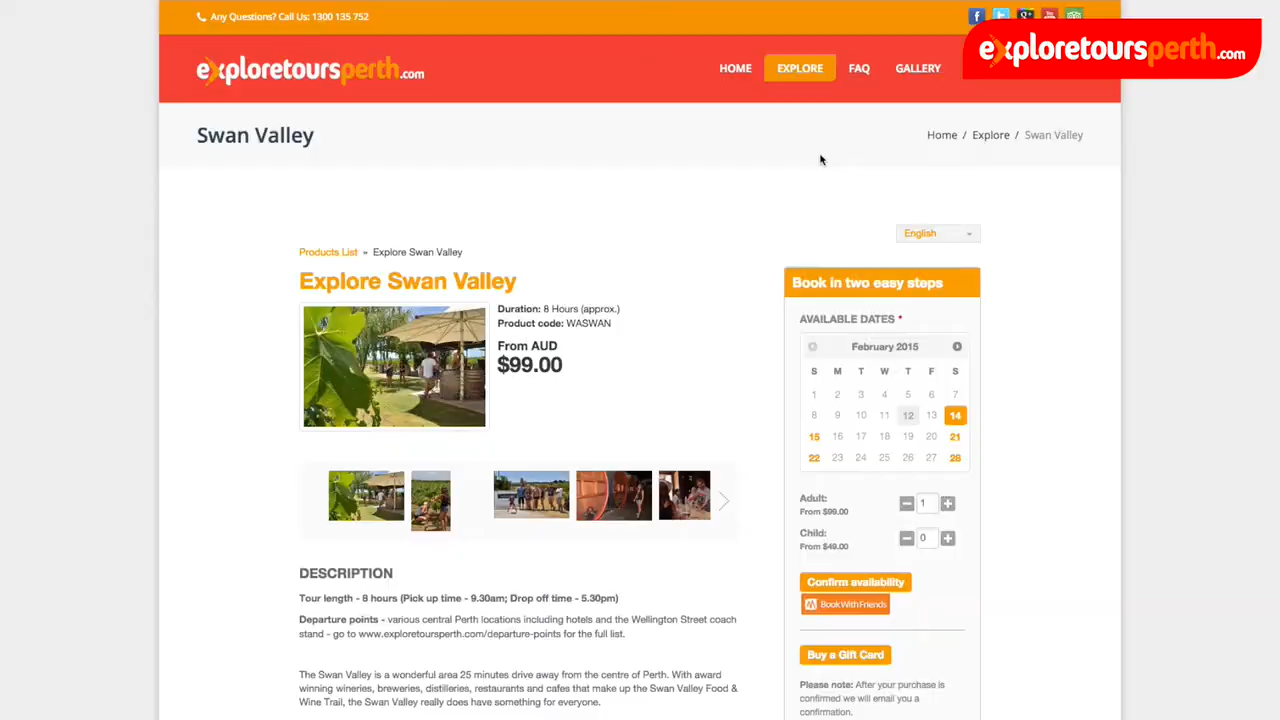 Any Questions? Call Us: 1300 135 752
exploretoursperth.com
HOME EXPLORE FAQ GALLERY
exploretoursperth.com
Swan Valley
Home / Explore / Swan Valley
English
Products List » Explore Swan Valley
Explore Swan Valley
Duration: 8 Hours (approx.)
Product code: WASWAN
From AUD
$99.00
Book in two easy steps
AVAILABLE DATES *
February 2015
S M T W T F S
1 2 3 4 5 6 7
8 9 10 11 12 13 14
15 16 17 18 19 20 21
22 23 24 25 26 27 28
Adult:
From $99.00
1
Child:
From $49.00
0
Confirm availability
BookWithFriends
Buy a Gift Card
Please note: After your purchase is
confirmed we will email you a
confirmation.
DESCRIPTION
Tour length - 8 hours (Pick up time - 9.30am; Drop off time - 5.30pm)
Departure points - various central Perth locations including hotels and the Wellington Street coach
stand - go to www.exploretoursperth.com/departure-points for the full list.
The Swan Valley is a wonderful area 25 minutes drive away from the centre of Perth. With award
winning wineries, breweries, distilleries, restaurants and cafes that make up the Swan Valley Food &
Wine Trail, the Swan Valley really does have something for everyone.